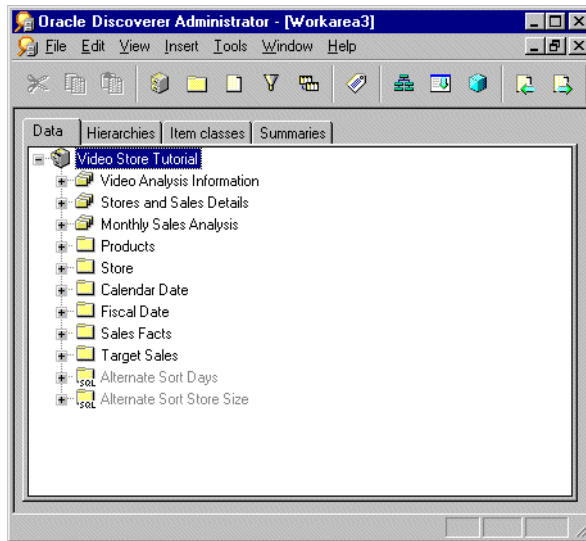 Oracle Discoverer Administrator - [Workarea3]
File Edit View Insert Tools Window Help
Data Hierarchies Item classes Summaries
Video Store Tutorial
Video Analysis Information
Stores and Sales Details
Monthly Sales Analysis
Products
Store
Calendar Date
Fiscal Date
Sales Facts
Target Sales
SQL Alternate Sort Days
SQL Alternate Sort Store Size